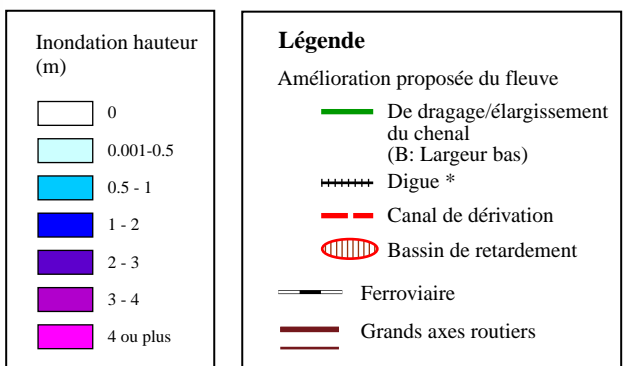 Inondation hauteur
(m)
0
0.001-0.5
0.5 - 1
1 - 2
2 - 3
3 - 4
4 ou plus
Légende
Amélioration proposée du fleuve
De dragage/élargissement
du chenal
(B: Largeur bas)
Digue *
Canal de dérivation
Bassin de retardement
Ferroviaire
Grands axes routiers